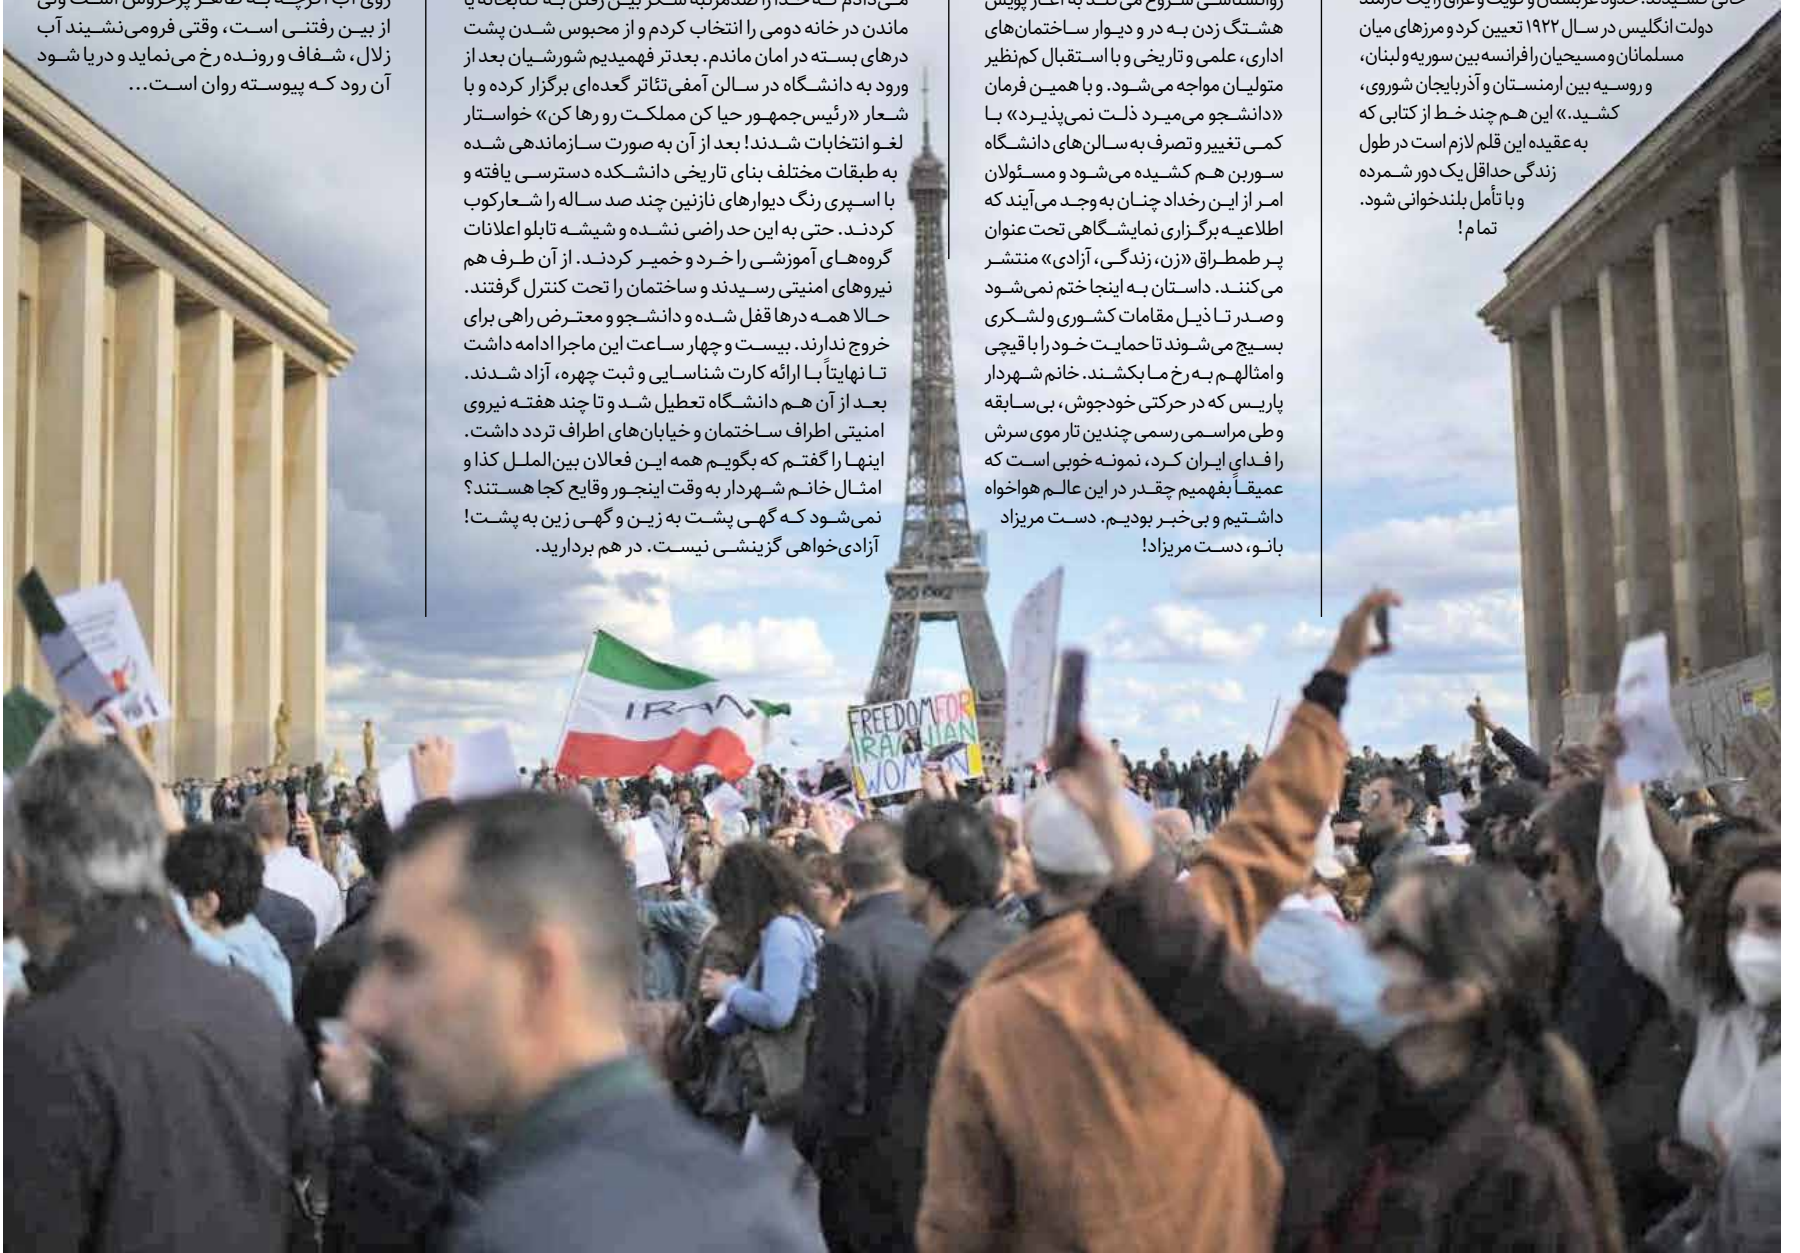 دولت انگلیس در سال ۱۹۲۲ تعیین کرد و مرزهای میان
مسلمانان و مسیحیان را فرانسه بین سوریه و لبنان،
و روسیه بین ارمنستان و آذربایجان شوروی،
کشید.» این هم چند خط از کتابی که
به عقیده این قلم لازم است در طول
زندگی حداقل یک دور شمرده
و با تأمل بلندخوانی شود.
تمام!
هشتگ زدن به در و دیوار ساختمان‌های
اداری، علمی و تاریخی و با استقبال کم‌نظیر
متولیان مواجه می‌شود. و با همین فرمان
«دانشجو می‌میرد ذلت نمی‌پذیرد» با
کمی تغییر و تصرف به سالن‌های دانشگاه
سوربن هم کشیده می‌شود و مسئولان
امر از این رخداد چنان به وجد می‌آیند که
اطلاعیه برگزاری نمایشگاهی تحت عنوان
پر طمطراق «زن، زندگی، آزادی» منتشر
می‌کنند. داستان به اینجا ختم نمی‌شود
و صدر تا ذیل مقامات کشوری و لشکری
بسیج می‌شوند تا حمایت خود را با قیچی
و امثالهم به رخ ما بکشند. خانم شهردار
پاریس که در حرکتی خودجوش، بی‌سابقه
و طی مراسمی رسمی چندین تار موی سرش
را فدای ایران کرد، نمونه خوبی است که
عمیقاً بفهمیم چقدر در این عالم هواخواه
داشتیم و بی‌خبر بودیم. دست مریزاد
بانو، دست مریزاد!
می‌دادم که خدا را صدمرتبه شکر بین رفتن به کتابخانه یا
ماندن در خانه دومی را انتخاب کردم و از محبوس شدن پشت
درهای بسته در امان ماندم. بعدتر فهمیدیم شورشیان بعد از
ورود به دانشگاه در سالن آمفی‌تئاتر گعده‌ای برگزار کرده و با
شعار «رئیس‌جمهور حیا کن مملکت رو رها کن» خواستار
لغو انتخابات شدند! بعد از آن به صورت سازماندهی شده
به طبقات مختلف بنای تاریخی دانشکده دسترسی یافته و
با اسپری رنگ دیوارهای نازنین چند صد ساله را شعارکوب
کردند. حتی به این حد راضی نشده و شیشه تابلو اعلانات
گروه‌های آموزشی را خرد و خمیر کردند. از آن طرف هم
نیروهای امنیتی رسیدند و ساختمان را تحت کنترل گرفتند.
حالا همه درها قفل شده و دانشجو و معترض راهی برای
خروج ندارند. بیست و چهار ساعت این ماجرا ادامه داشت
تا نهایتاً با ارائه کارت شناسایی و ثبت چهره، آزاد شدند.
بعد از آن هم دانشگاه تعطیل شد و تا چند هفته نیروی
امنیتی اطراف ساختمان و خیابان‌های اطراف تردد داشت.
اینها را گفتم که بگویم همه این فعالان بین‌الملل کذا و
امثال خانم شهردار به وقت اینجور وقایع کجا هستند؟
نمی‌شود که گهی پشت به زین و گهی زین به پشت!
آزادی‌خواهی گزینشی نیست. در هم بردارید.
از بین رفتنی است، وقتی فرومی‌نشیند آب
زلال، شفاف و رونده رخ می‌نماید و دریا شود
آن رود که پیوسته روان است...
IRAN
FREEDOM FOR
IRANIAN
WOMEN